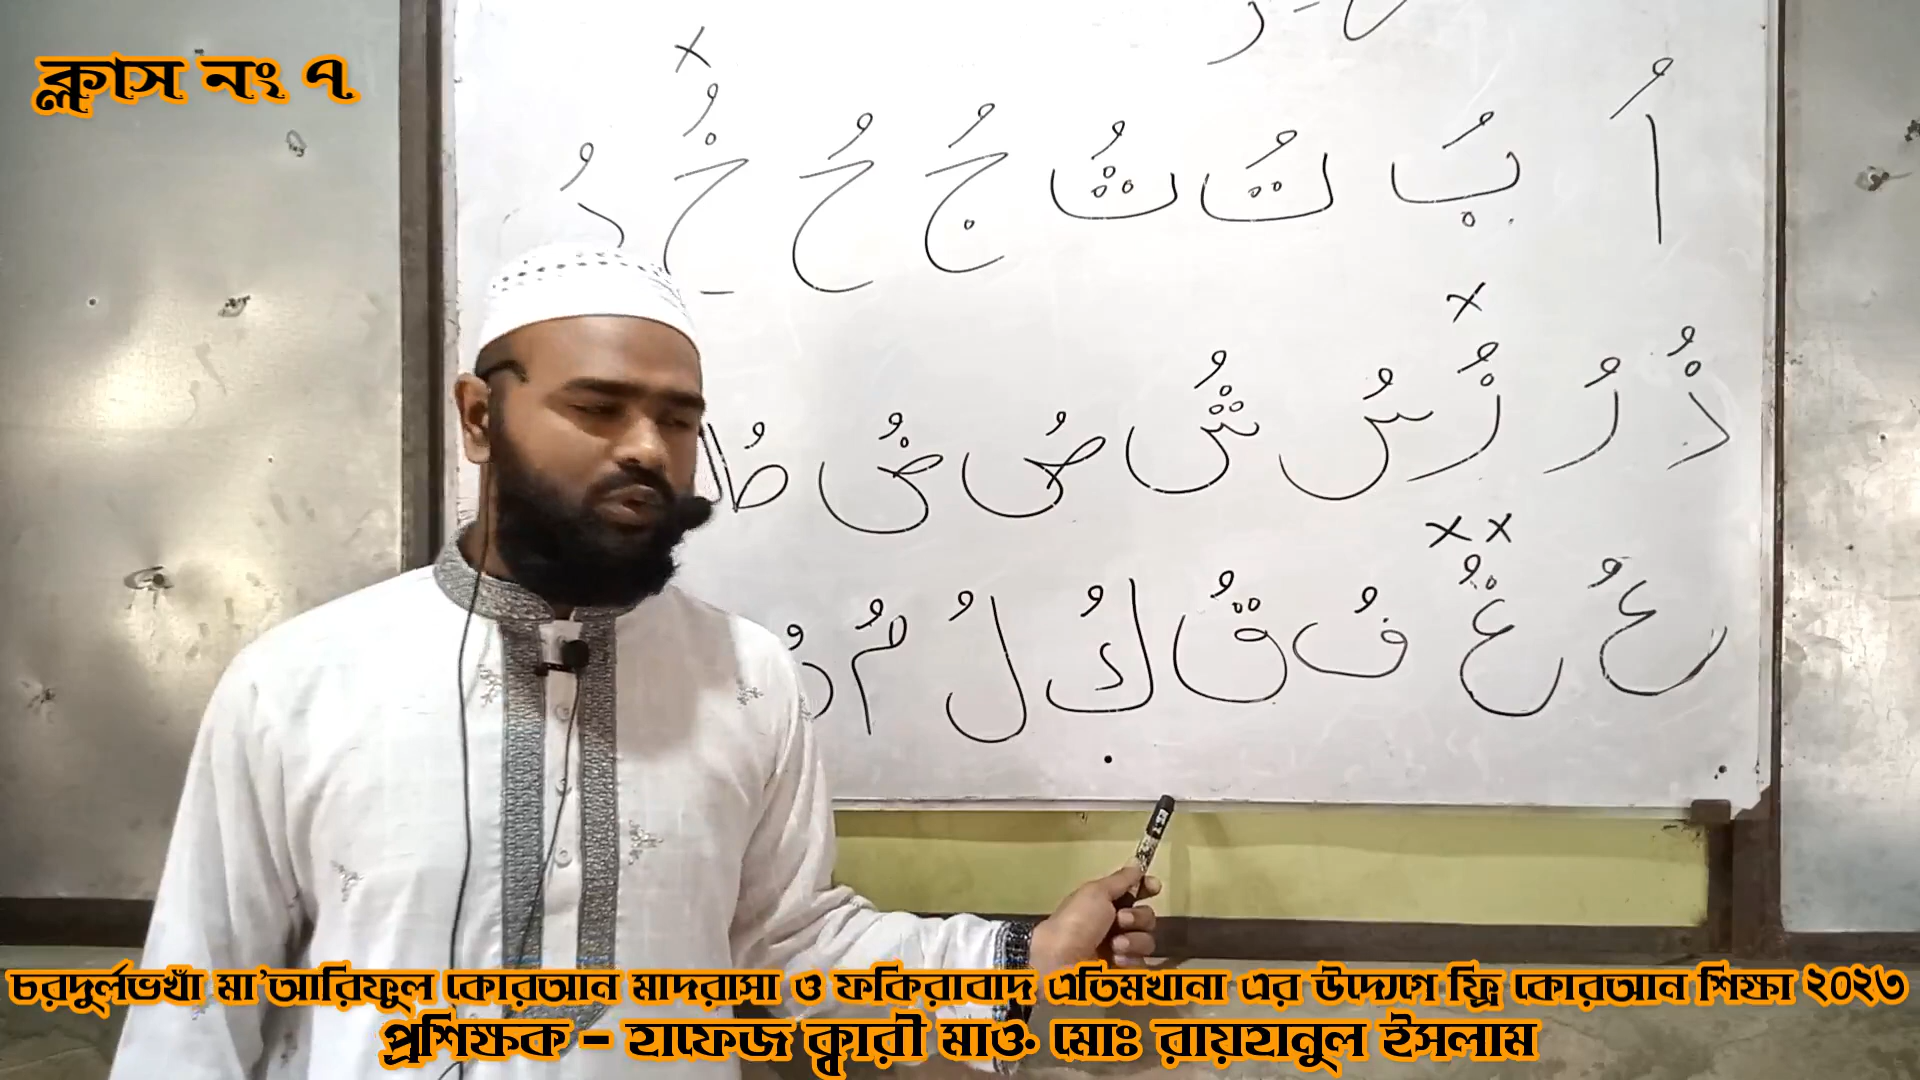 ক্লাস নং ৭
أُ بُ تُ ثُ جُ حُ خُ دُ
ذُ رُ زُ سُ شُ صُ ضُ طُ
عُ غُ فُ قُ كُ لُ مُ
চরদুর্লভখাঁ মা'আরিফুল কোরআন মাদরাসা ও ফকিরাবাদ এতিমখানা এর উদ্যেগে ফ্রি কোরআন শিক্ষা ২০২৩
প্রশিক্ষক - হাফেজ ক্বারী মাওঃ মোঃ রায়হানুল ইসলাম